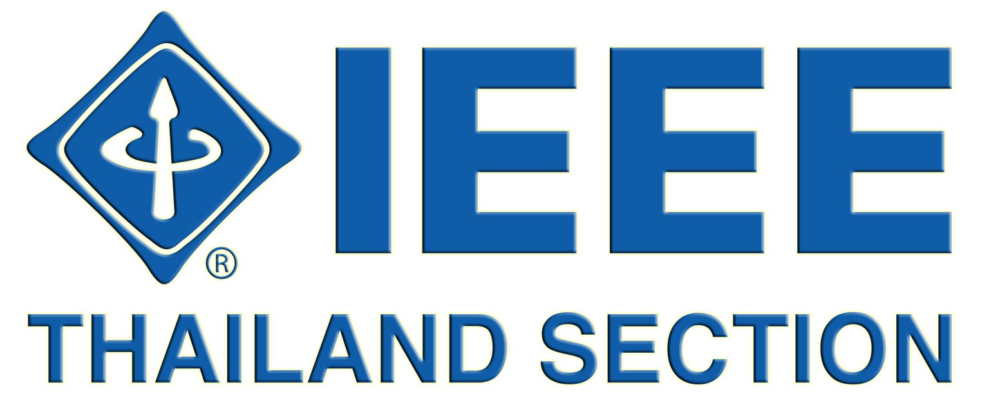 IEEE
®
THAILAND SECTION